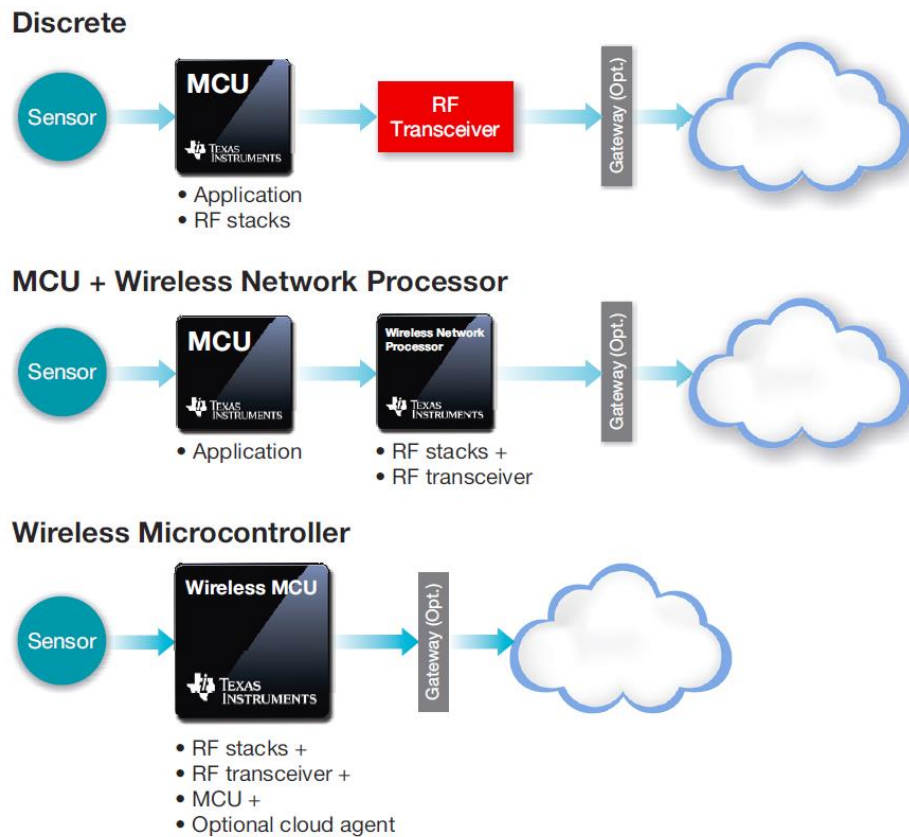 Discrete
Sensor
MCU
TEXAS
INSTRUMENTS
• Application
• RF stacks
RF
Transceiver
Gateway (Opt.)
MCU + Wireless Network Processor
Sensor
MCU
TEXAS
INSTRUMENTS
• Application
Wireless Network
Processor
TEXAS
INSTRUMENTS
• RF stacks +
• RF transceiver
Gateway (Opt.)
Wireless Microcontroller
Sensor
Wireless MCU
TEXAS
INSTRUMENTS
• RF stacks +
• RF transceiver +
• MCU +
• Optional cloud agent
Gateway (Opt.)